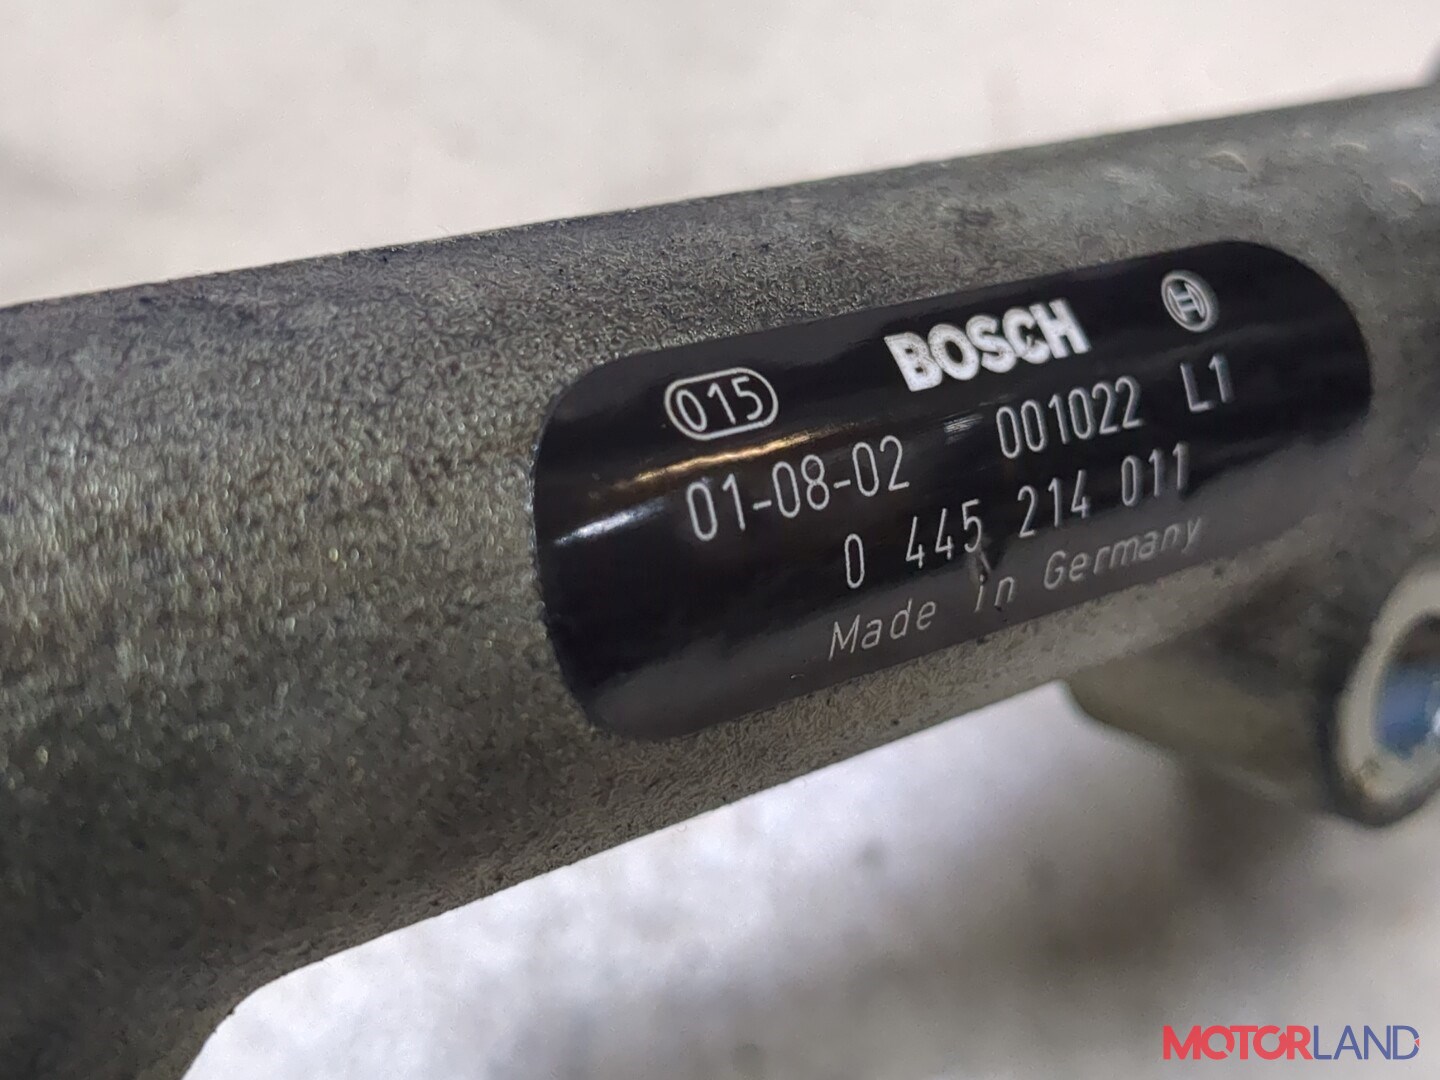 BOSCH
015
01-08-02 001022 L1
0 445 214 011
Made in Germany
MOTORLAND